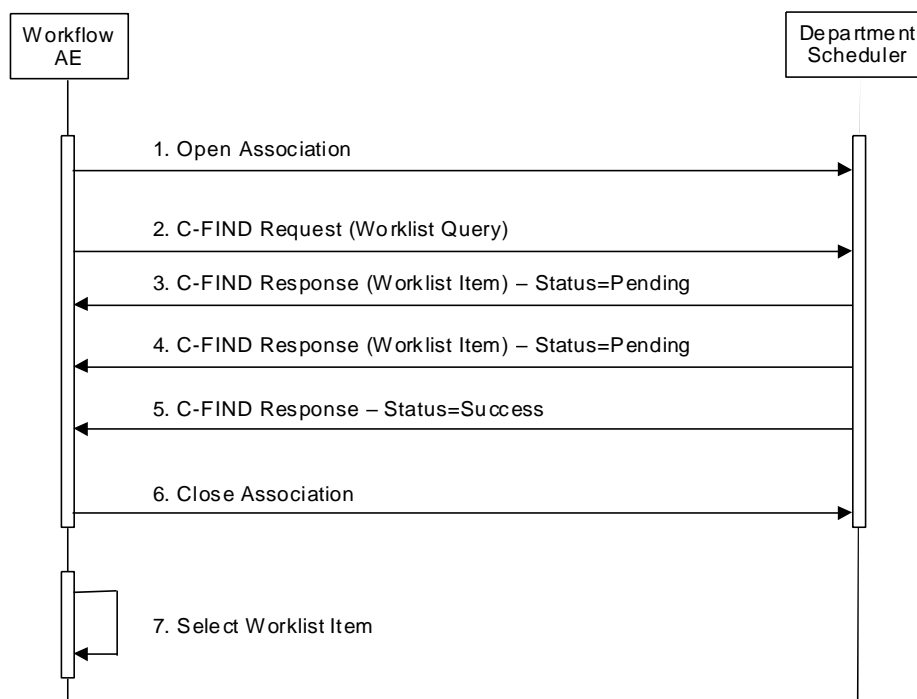 Workflow
AE
Department
Scheduler
1. Open Association
2. C-FIND Request (Worklist Query)
3. C-FIND Response (Worklist Item) – Status=Pending
4. C-FIND Response (Worklist Item) – Status=Pending
5. C-FIND Response – Status=Success
6. Close Association
7. Select Worklist Item